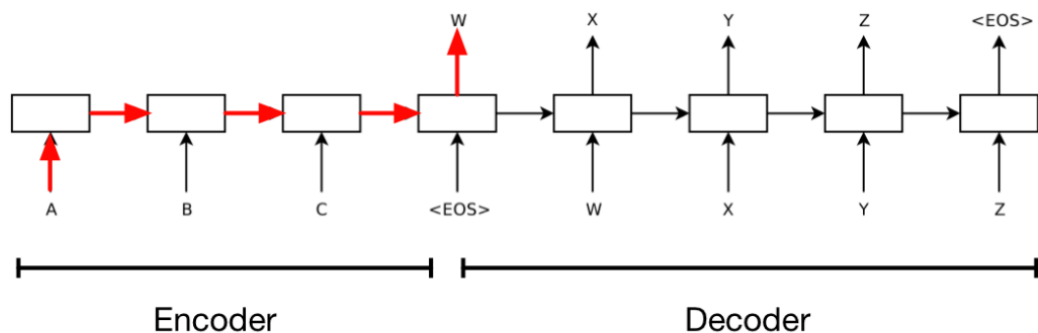 W X Y Z <EOS>
A B C <EOS> W X Y Z
Encoder Decoder